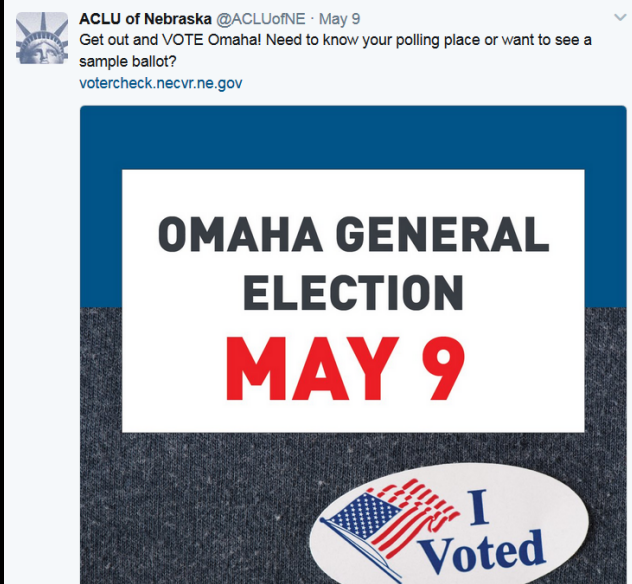 ACLU of Nebraska @ACLUofNE · May 9
Get out and VOTE Omaha! Need to know your polling place or want to see a
sample ballot?
votercheck.necvr.ne.gov
OMAHA GENERAL
ELECTION
MAY 9
I
Voted